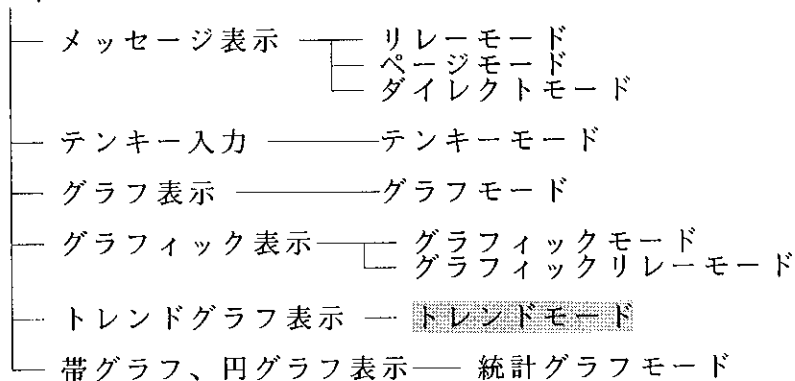 メッセージ表示 リレーモード
ページモード
ダイレクトモード
テンキー入力 テンキーモード
グラフ表示 グラフモード
グラフィック表示 グラフィックモード
グラフィックリレーモード
トレンドグラフ表示 トレンドモード
帯グラフ、円グラフ表示 統計グラフモード